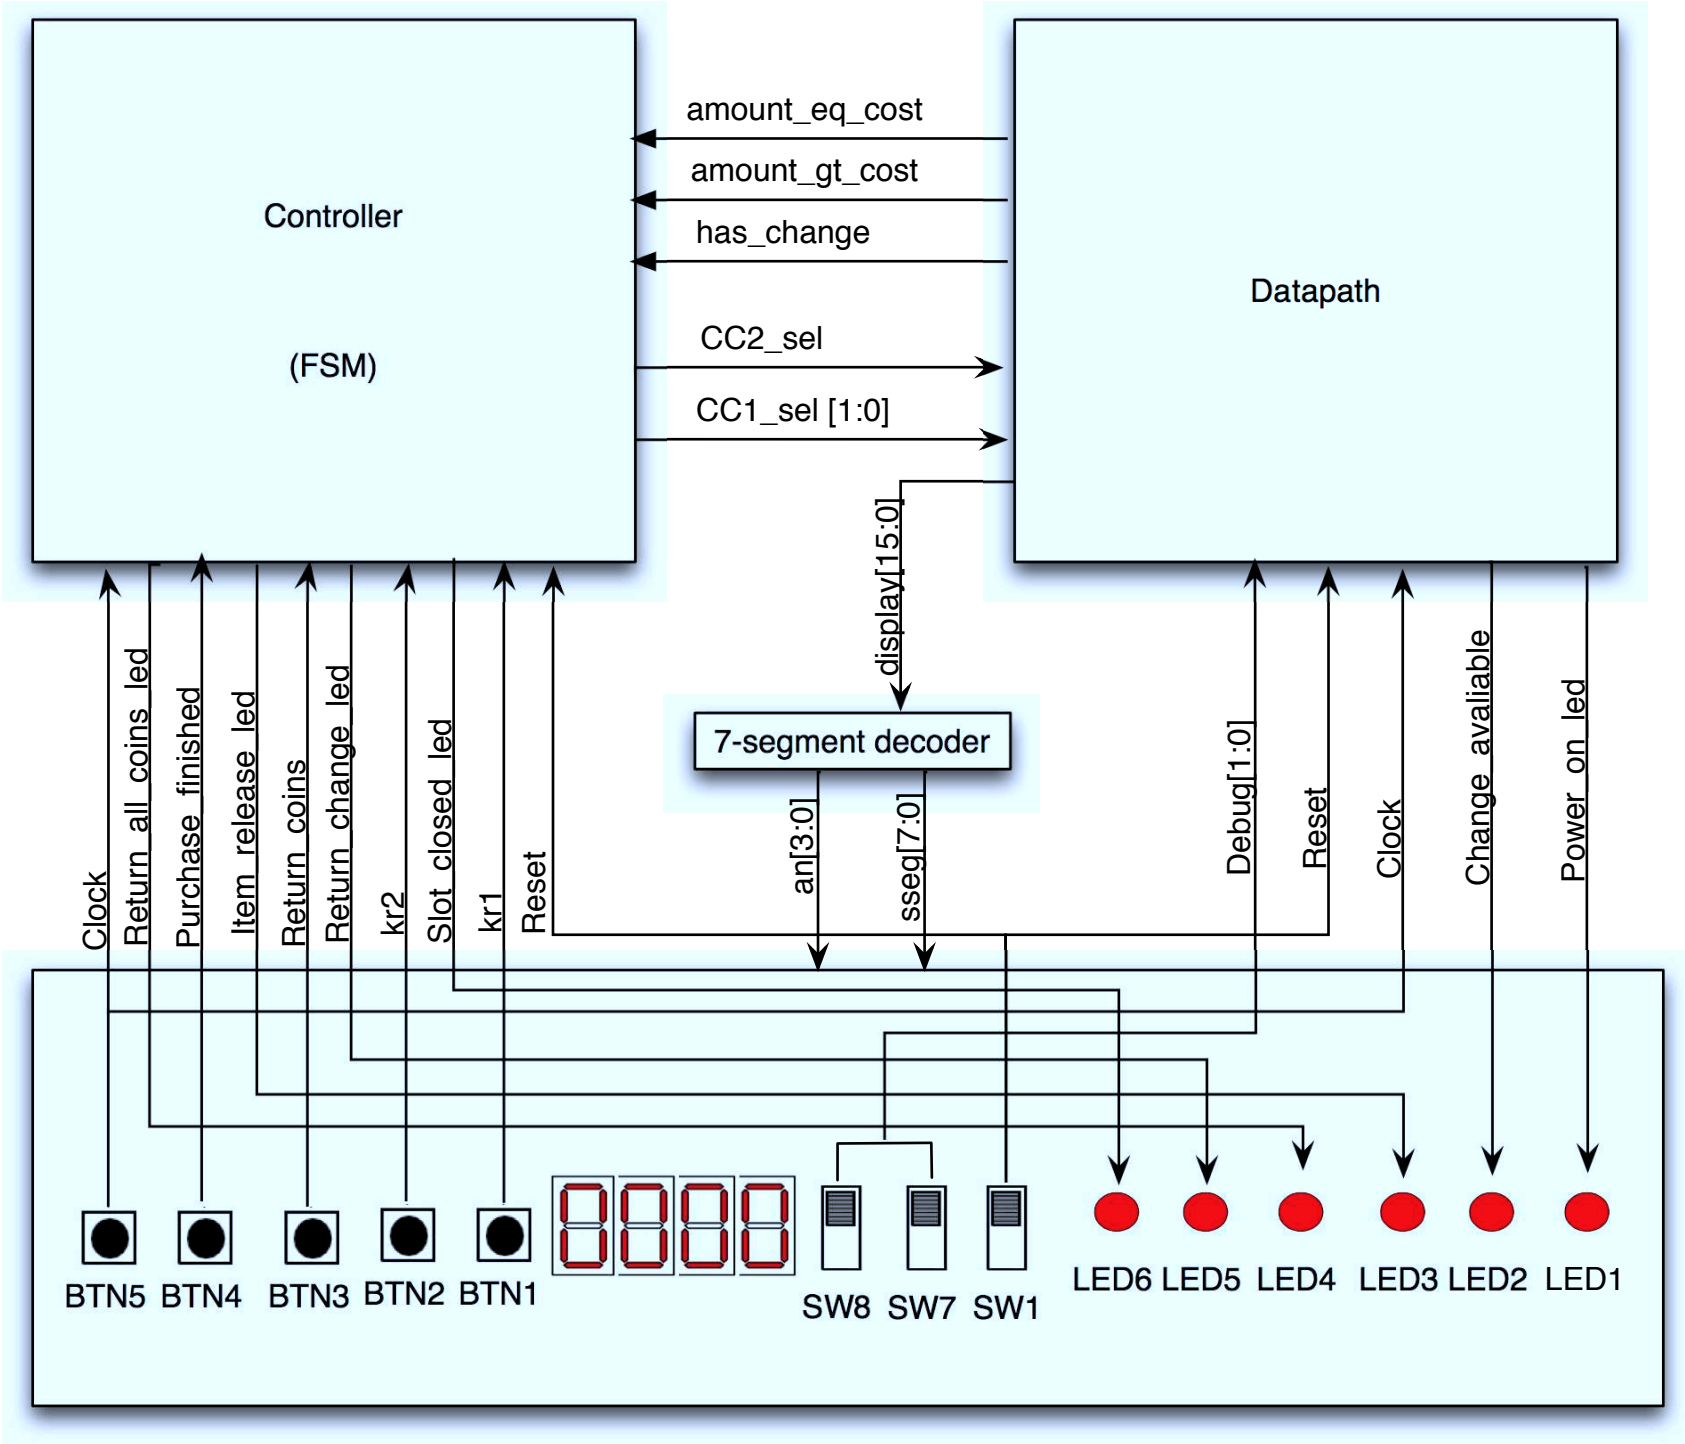 amount_eq_cost
amount_gt_cost
has_change
Controller
(FSM)
Datapath
CC2_sel
CC1_sel [1:0]
display[15:0]
7-segment decoder
an[3:0]
sseg[7:0]
Clock
Return all coins led
Purchase finished
Item release led
Return coins
Return change led
kr2
Slot closed led
kr1
Reset
Debug[1:0]
Reset
Clock
Change avaliable
Power on led
BTN5 BTN4 BTN3 BTN2 BTN1
SW8 SW7 SW1
LED6 LED5 LED4 LED3 LED2 LED1